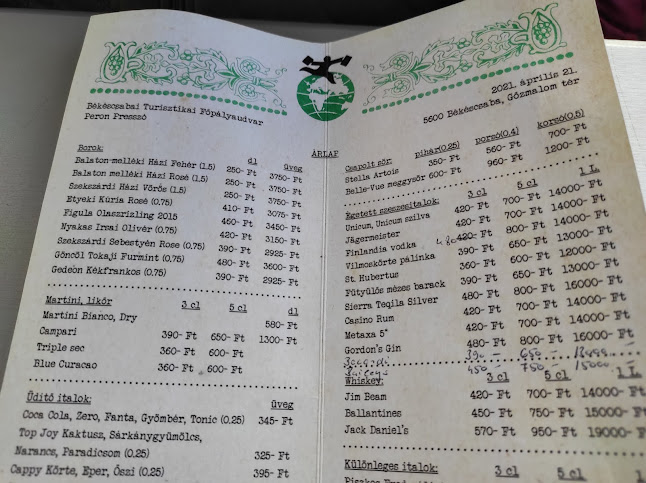 Békéscsabai Turisztikai Főpályaudvar
Peron Presszó
2021. április 21.
5600 Békéscsaba, Gőzmalom tér
ÁRLAP
Borok: dl üveg
Balaton-melléki Házi Fehér (1.5) 250- Ft 3750- Ft
Balaton melléki Házi Rosé (1.5) 250- Ft 3750- Ft
Szekszárdi Házi Vörös (1.5) 250- Ft 3750- Ft
Etyeki Kúria Rosé (0.75) 410- Ft 3075- Ft
Figula Olaszrizling 2015 460- Ft 3450- Ft
Nyakas Irsai Olivér (0.75) 420- Ft 3150- Ft
Szekszárdi Sebestyén Rose (0.75) 390- Ft 2925- Ft
Göncöl Tokaji Furmint (0.75) 480- Ft 3600- Ft
Gedeon Kékfrankos (0.75) 390- Ft 2925- Ft
Martini, likőr 3 cl 5 cl dl
Martini Bianco, Dry 580- Ft
Campari 390- Ft 650- Ft 1300- Ft
Triple sec 360- Ft 600- Ft
Blue Curacao 360- Ft 600- Ft
Üdítő italok: üveg
Coca Cola, Zero, Fanta, Gyömbér, Tonic (0,25) 345- Ft
Top Joy Kaktusz, Sárkánygyümölcs,
Narancs, Paradicsom (0,25) 325- Ft
Cappy Körte, Eper, Őszi (0,25) 395- Ft
Csapolt sör: pihár(0.25) porsó(0.4) korsó(0.5)
Stella Artois 350- Ft 560- Ft 700- Ft
Belle-Vue meggysör 600- Ft 960- Ft 1200- Ft
Égetett szeszesitalok: 3 cl 5 cl 1 L
Unicum, Unicum szilva 420- Ft 700- Ft 14000- Ft
Jägermeister 420- Ft 700- Ft 14000- Ft
Finlandia vodka 480 420- Ft 800- Ft 14000- Ft
Vilmoskörte pálinka 390- Ft 650- Ft 13000- Ft
St. Hubertus 360- Ft 600- Ft 12000- Ft
Fütyülős mézes barack 390- Ft 650- Ft 13000- Ft
Sierra Teqila Silver 480- Ft 800- Ft 16000- Ft
Casino Rum 420- Ft 700- Ft 14000- Ft
Metaxa 5* 420- Ft 700- Ft 14000- Ft
Gordon's Gin 480- Ft 800- Ft 16000- Ft
390 - 650 -
450 - 750 - 15000
Whiskey: 3 cl 5 cl 1 L
Jim Beam 420- Ft 700- Ft 14000- Ft
Ballantines 450- Ft 750- Ft 15000- Ft
Jack Daniel's 570- Ft 950- Ft 19000- Ft
Különleges italok: 3 cl 5 cl 1 L